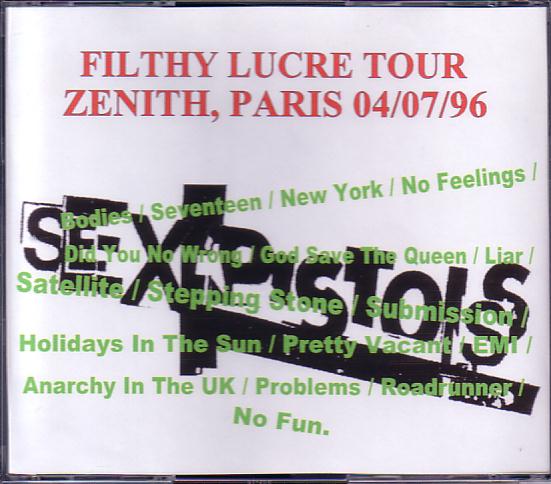 FILTHY LUCRE TOUR
ZENITH, PARIS 04/07/96
Bodies / Seventeen / New York / No Feelings /
SEX PISTOLS
Did You No Wrong / God Save The Queen / Liar /
Satellite / Stepping Stone / Submission /
Holidays In The Sun / Pretty Vacant / EMI /
Anarchy In The UK / Problems / Roadrunner /
No Fun.